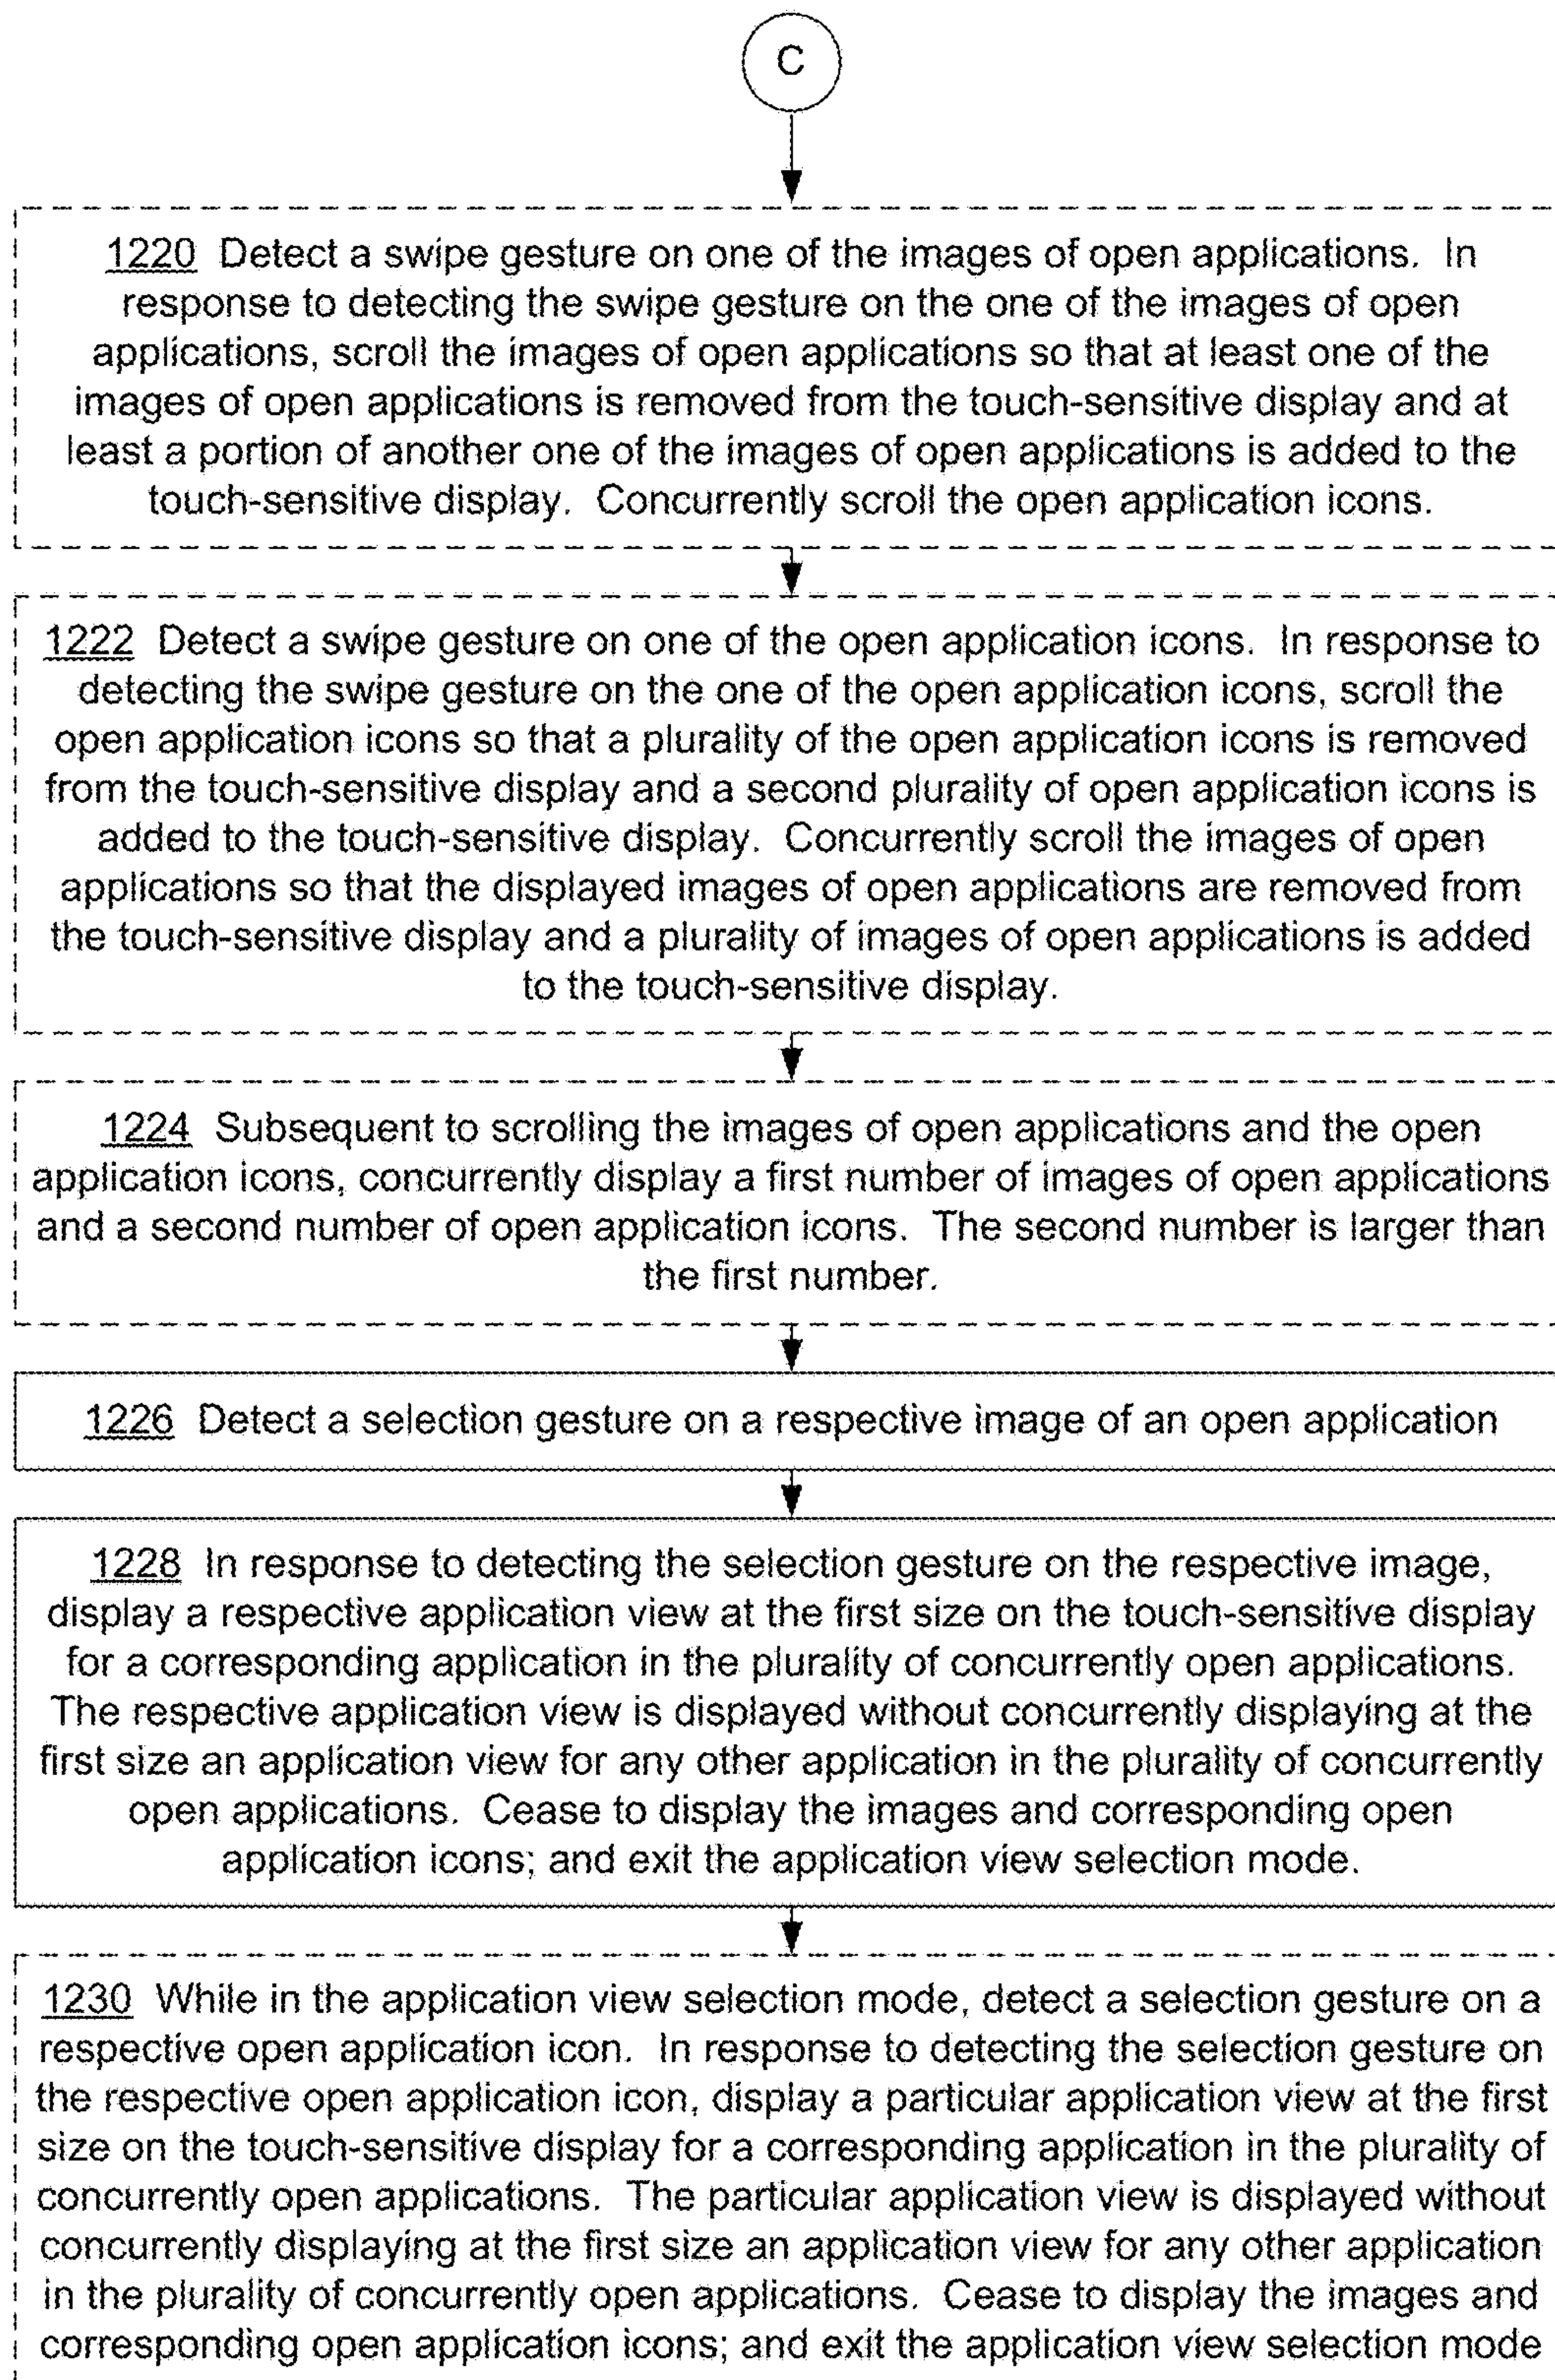 C
1220 Detect a swipe gesture on one of the images of open applications. In
response to detecting the swipe gesture on the one of the images of open
applications, scroll the images of open applications so that at least one of the
images of open applications is removed from the touch-sensitive display and at
least a portion of another one of the images of open applications is added to the
touch-sensitive display. Concurrently scroll the open application icons.
1222 Detect a swipe gesture on one of the open application icons. In response to
detecting the swipe gesture on the one of the open application icons, scroll the
open application icons so that a plurality of the open application icons is removed
from the touch-sensitive display and a second plurality of open application icons is
added to the touch-sensitive display. Concurrently scroll the images of open
applications so that the displayed images of open applications are removed from
the touch-sensitive display and a plurality of images of open applications is added
to the touch-sensitive display.
1224 Subsequent to scrolling the images of open applications and the open
application icons, concurrently display a first number of images of open applications
and a second number of open application icons. The second number is larger than
the first number.
1226 Detect a selection gesture on a respective image of an open application
1228 In response to detecting the selection gesture on the respective image,
display a respective application view at the first size on the touch-sensitive display
for a corresponding application in the plurality of concurrently open applications.
The respective application view is displayed without concurrently displaying at the
first size an application view for any other application in the plurality of concurrently
open applications. Cease to display the images and corresponding open
application icons; and exit the application view selection mode.
1230 While in the application view selection mode, detect a selection gesture on a
respective open application icon. In response to detecting the selection gesture on
the respective open application icon, display a particular application view at the first
size on the touch-sensitive display for a corresponding application in the plurality of
concurrently open applications. The particular application view is displayed without
concurrently displaying at the first size an application view for any other application
in the plurality of concurrently open applications. Cease to display the images and
corresponding open application icons; and exit the application view selection mode